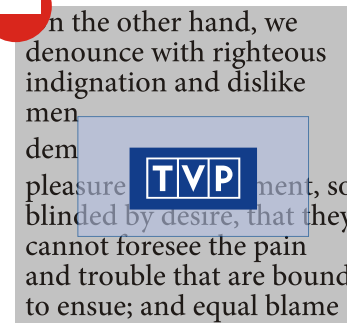 n the other hand, we
denounce with righteous
indignation and dislike
men
dem
pleasure ment, so
TVP
blinded by desire, that they
cannot foresee the pain
and trouble that are bound
to ensue; and equal blame